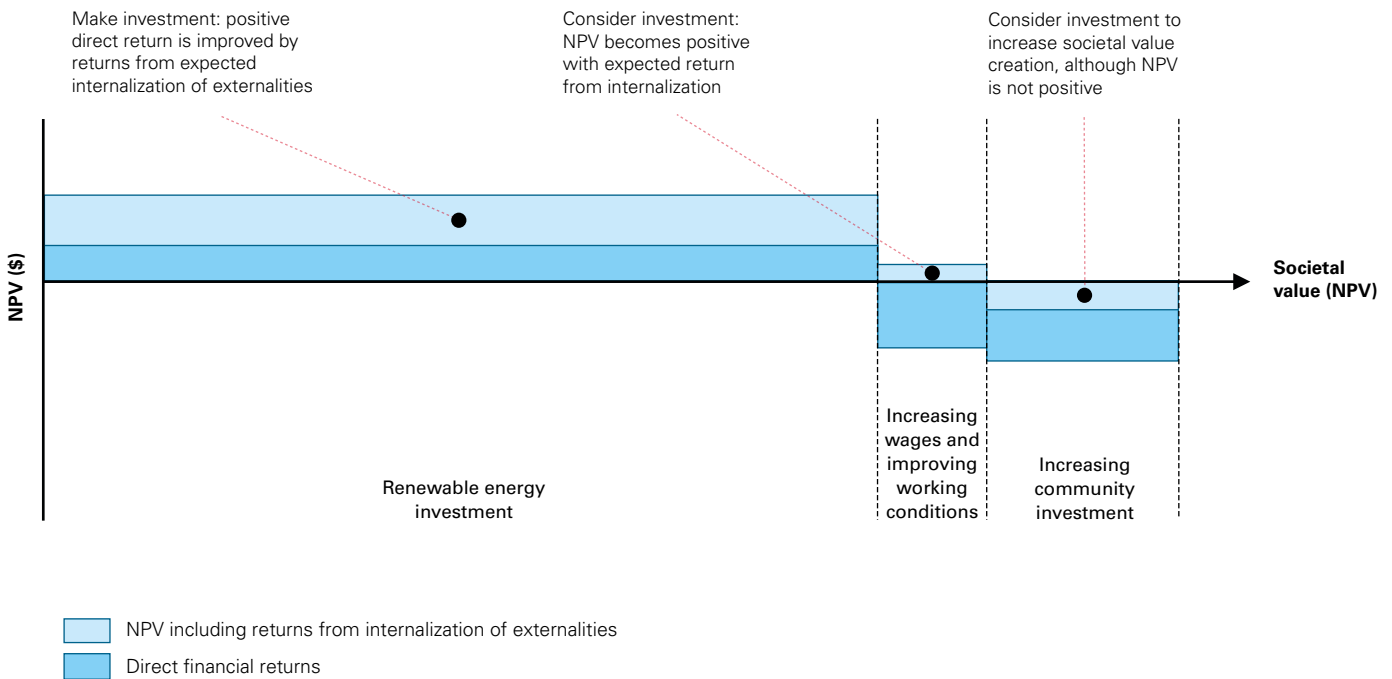 Make investment: positive
direct return is improved by
returns from expected
internalization of externalities
Consider investment:
NPV becomes positive
with expected return
from internalization
Consider investment to
increase societal value
creation, although NPV
is not positive
NPV ($)
Societal
value (NPV)
Renewable energy
investment
Increasing
wages and
improving
working
conditions
Increasing
community
investment
NPV including returns from internalization of externalities
Direct financial returns